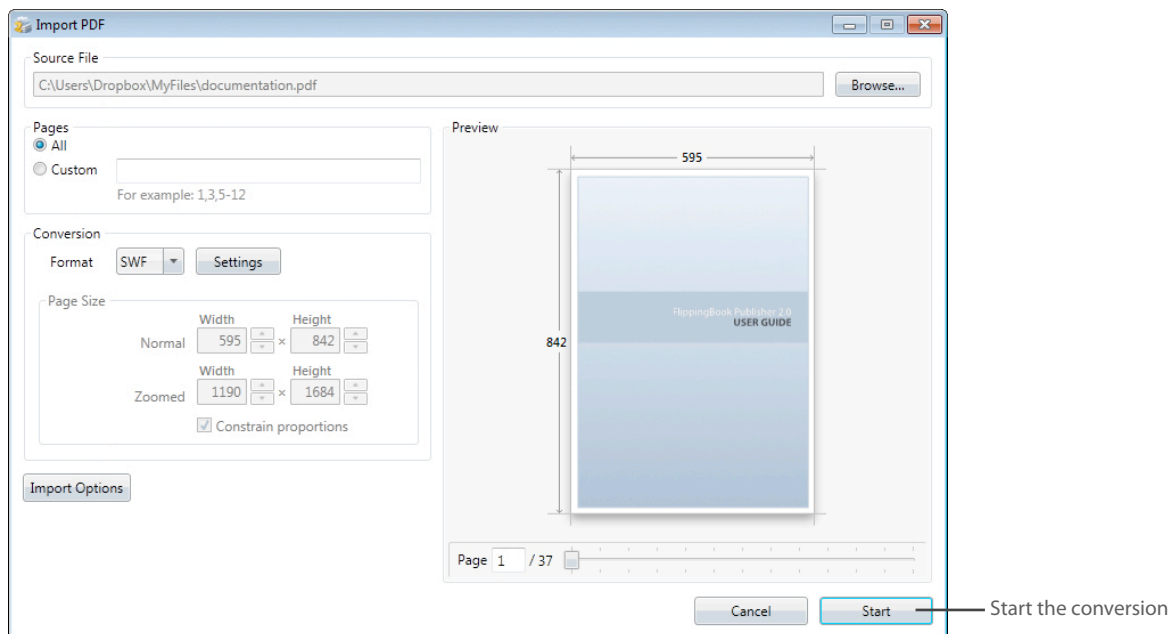 Import PDF
Source File
C:\Users\Dropbox\MyFiles\documentation.pdf
Browse...
Pages
All
Custom
For example: 1,3,5-12
Conversion
Format SWF Settings
Page Size
Width Height
Normal 595 × 842
Width Height
Zoomed 1190 × 1684
Constrain proportions
Import Options
Preview
595
842
FlippingBook Publisher 2.0
USER GUIDE
Page 1 / 37
Cancel Start
Start the conversion